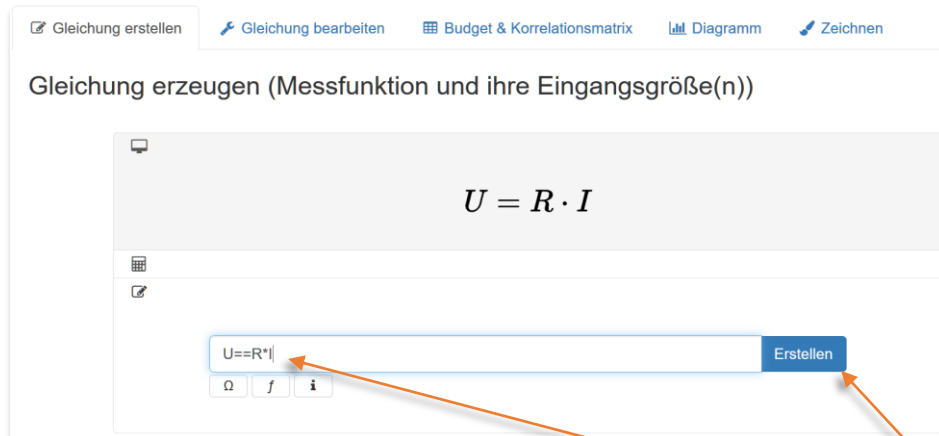 Gleichung erstellen Gleichung bearbeiten Budget & Korrelationsmatrix Diagramm Zeichnen
Gleichung erzeugen (Messfunktion und ihre Eingangsgröße(n))
U = R · I
U==R*I Erstellen
Ω f i